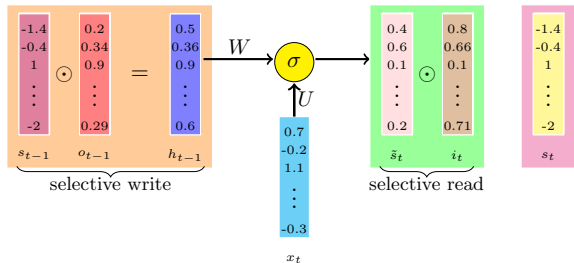 -1.4 0.2 0.5 0.4 0.8 -1.4
-0.4 0.34 0.36 W 0.6 0.66 -0.4
1 ⊙ 0.9 = 0.9 σ 0.1 ⊙ 0.1 1
⋮ ⋮ ⋮ U ⋮ ⋮ ⋮
-2 0.29 0.6 0.7 0.2 0.71 -2
-0.2
s_{t−1} o_{t−1} h_{t−1} s̃_t i_t s_t
1.1
selective write selective read
⋮
-0.3
x_t